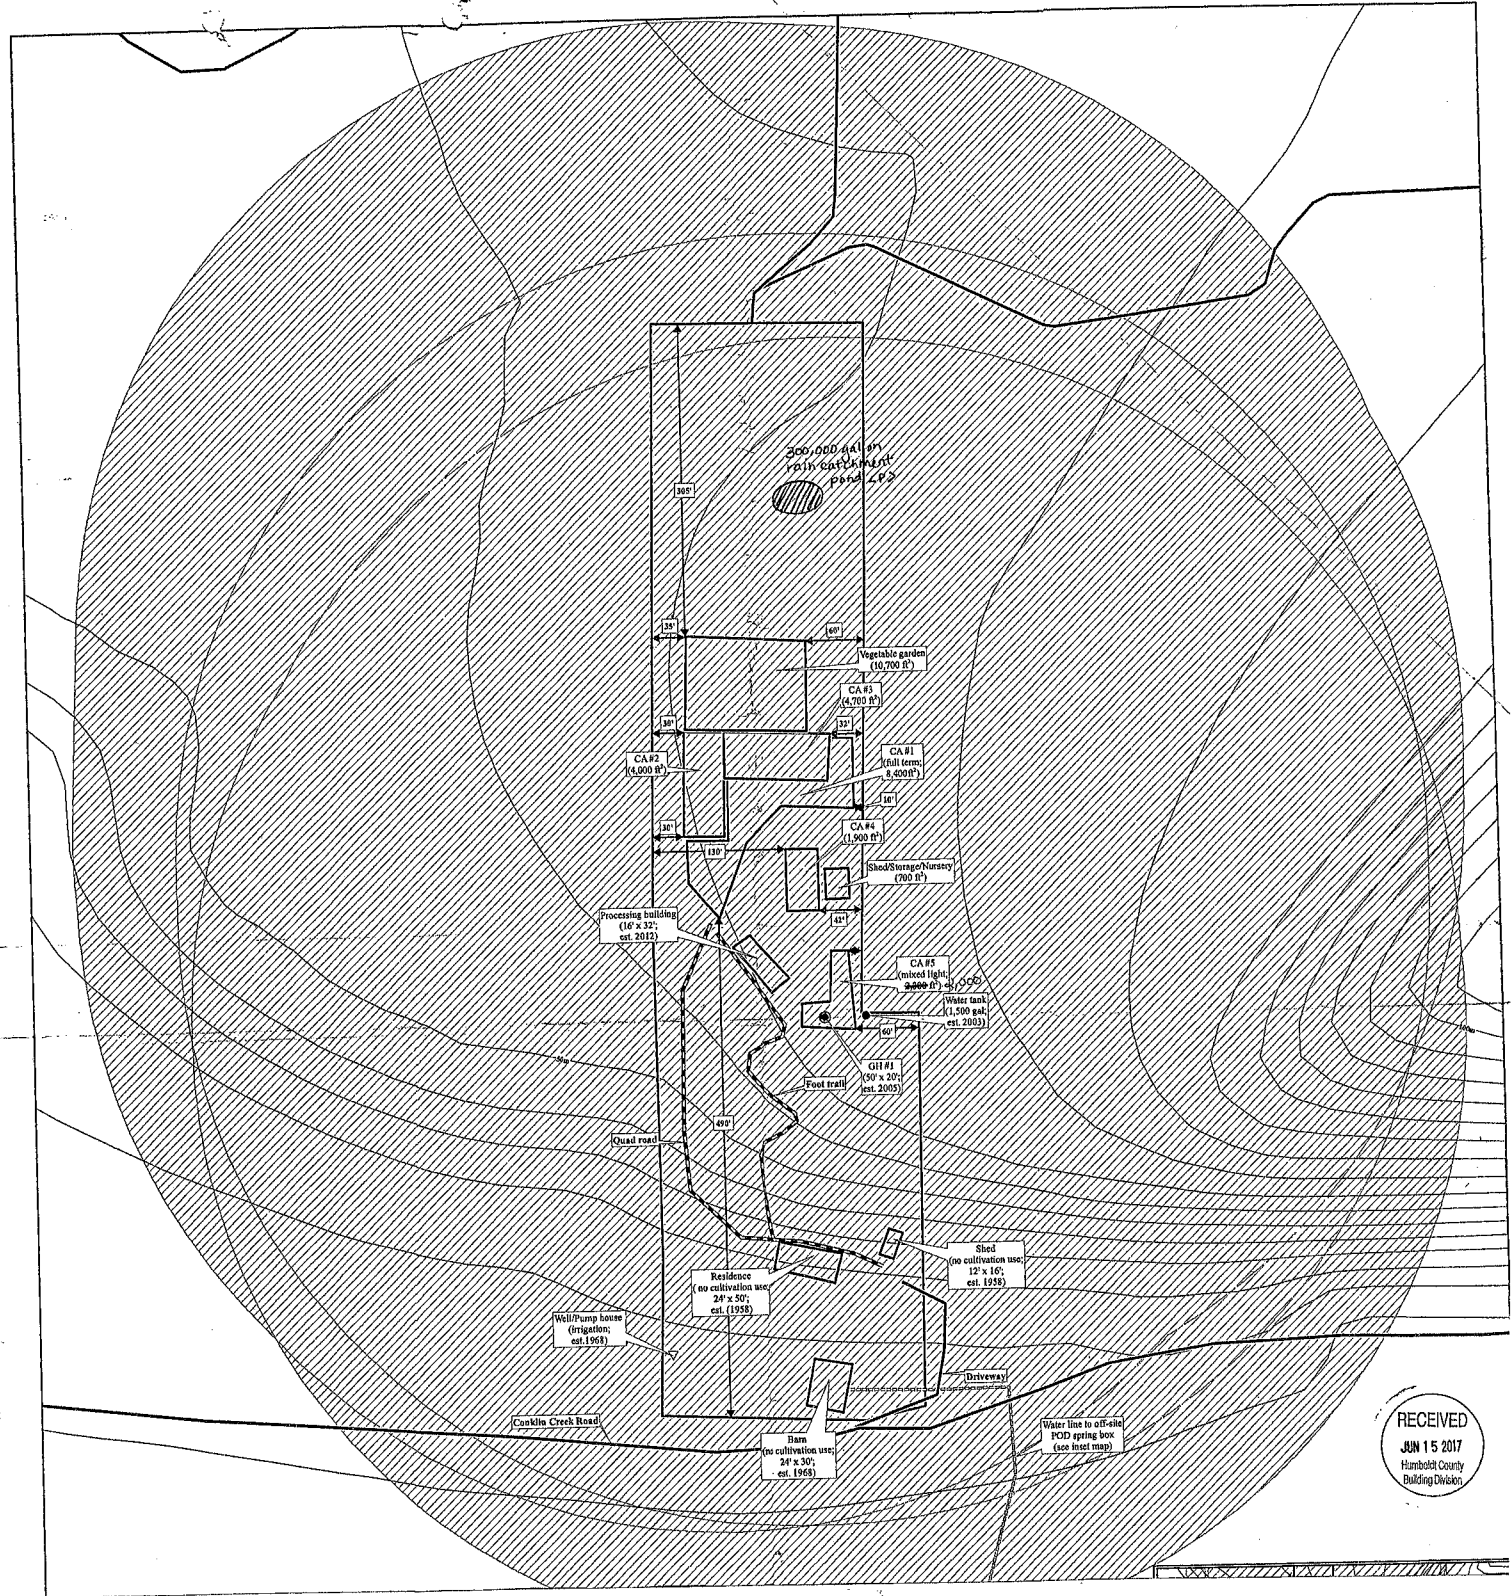 300,000 gallon
rain catchment
pond <P>
305'
35'
60'
Vegetable garden
(10,700 ft²)
CA #3
(4,700 ft²)
30'
32'
CA #2
(4,000 ft²)
CA #1
(full term;
8,400 ft²)
10'
30'
CA #4
(1,900 ft²)
130'
Shed/Storage/Nursery
(700 ft²)
Processing building
(16' x 32';
est. 2012)
42'
CA #5
(mixed light;
ft²)
Water tank
(1,500 gal;
est. 2003)
60'
100m
GH #1
(50' x 20';
est. 2005)
Foot trail
490'
Quad road
Shed
(no cultivation use;
12' x 16';
est. 1958)
Residence
( no cultivation use;
24' x 50';
est. (1958)
Well/Pump house
(irrigation;
est.1968)
Driveway
Conklin Creek Road
Water line to off-site
POD spring box
(see inset map)
Barn
(no cultivation use;
24' x 30';
est. 1968)
RECEIVED
JUN 15 2017
Humboldt County
Building Division